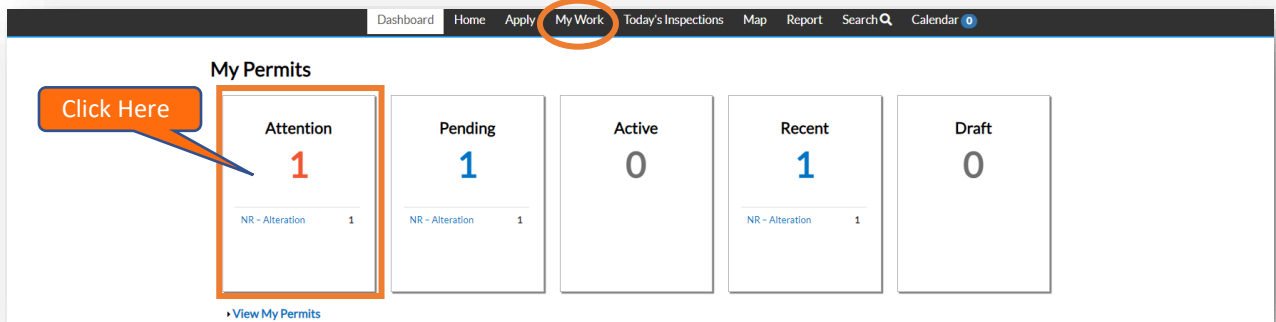 Dashboard Home Apply My Work Today's Inspections Map Report Search Calendar 0
My Permits
Click Here
Attention
1
NR – Alteration 1
Pending
1
NR – Alteration 1
Active
0
Recent
1
NR – Alteration 1
Draft
0
View My Permits